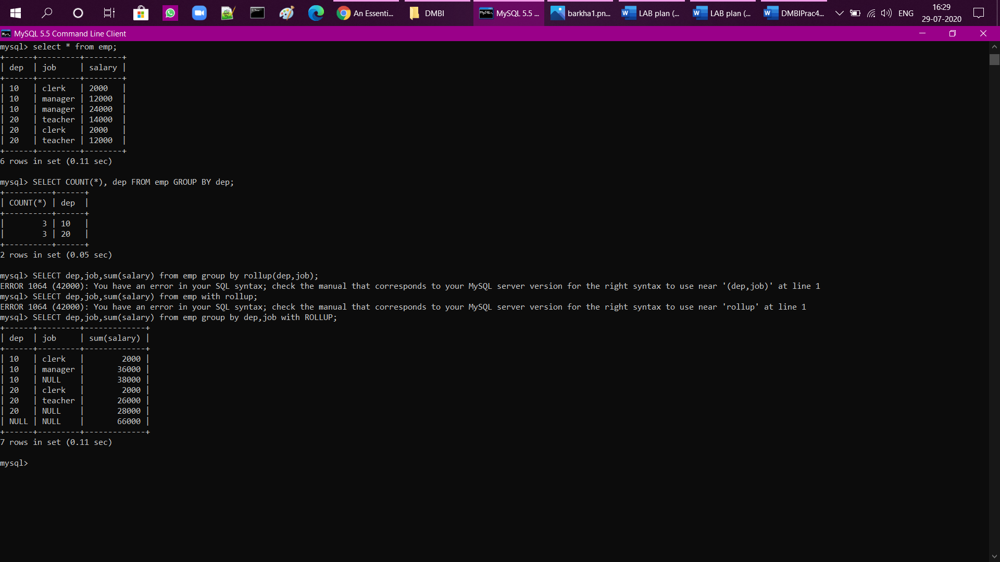 An Essenti...
DMBI
MySQL 5.5 ...
barkha1.pn...
LAB plan (...
LAB plan (...
DMBIPrac4...
ENG
16:29
29-07-2020
MySQL 5.5 Command Line Client
mysql> select * from emp;
+------+---------+--------+
| dep  | job     | salary |
+------+---------+--------+
| 10   | clerk   | 2000   |
| 10   | manager | 12000  |
| 10   | manager | 24000  |
| 20   | teacher | 14000  |
| 20   | clerk   | 2000   |
| 20   | teacher | 12000  |
+------+---------+--------+
6 rows in set (0.11 sec)
mysql> SELECT COUNT(*), dep FROM emp GROUP BY dep;
+----------+------+
| COUNT(*) | dep  |
+----------+------+
|        3 | 10   |
|        3 | 20   |
+----------+------+
2 rows in set (0.05 sec)
mysql> SELECT dep,job,sum(salary) from emp group by rollup(dep,job);
ERROR 1064 (42000): You have an error in your SQL syntax; check the manual that corresponds to your MySQL server version for the right syntax to use near '(dep,job)' at line 1
mysql> SELECT dep,job,sum(salary) from emp with rollup;
ERROR 1064 (42000): You have an error in your SQL syntax; check the manual that corresponds to your MySQL server version for the right syntax to use near 'rollup' at line 1
mysql> SELECT dep,job,sum(salary) from emp group by dep,job with ROLLUP;
+------+---------+-------------+
| dep  | job     | sum(salary) |
+------+---------+-------------+
| 10   | clerk   |        2000 |
| 10   | manager |       36000 |
| 10   | NULL    |       38000 |
| 20   | clerk   |        2000 |
| 20   | teacher |       26000 |
| 20   | NULL    |       28000 |
| NULL | NULL    |       66000 |
+------+---------+-------------+
7 rows in set (0.11 sec)
mysql>